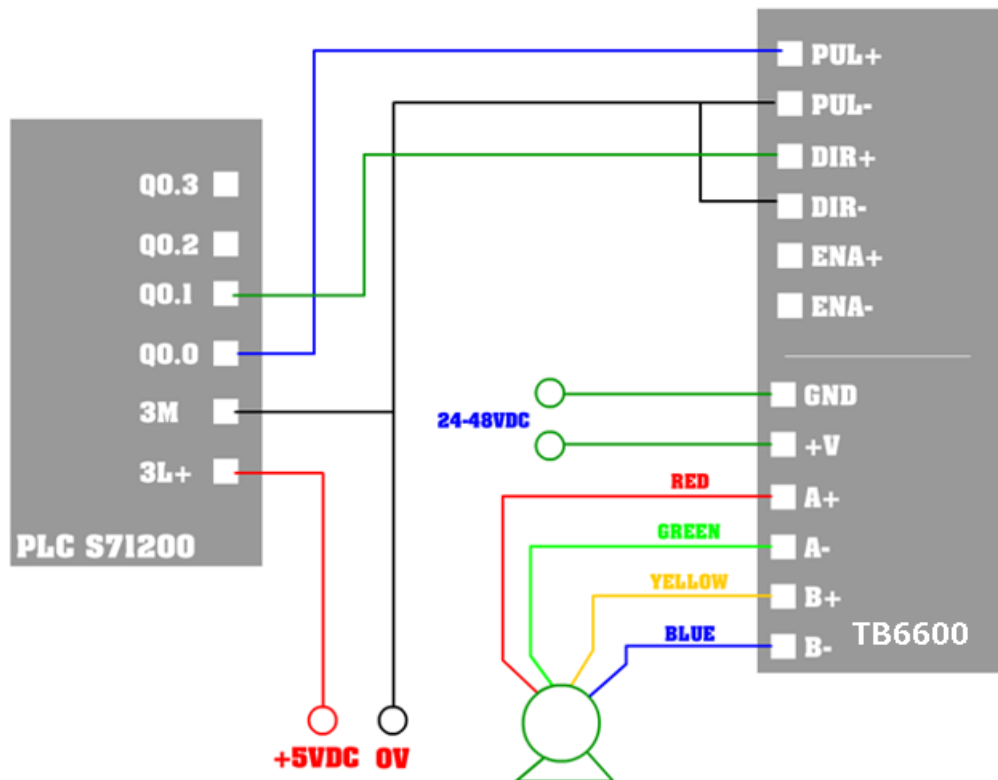 Q0.3
Q0.2
Q0.1
Q0.0
3M
3L+
PLC S71200
+5VDC
0V
24-48VDC
RED
GREEN
YELLOW
BLUE
PUL+
PUL-
DIR+
DIR-
ENA+
ENA-
GND
+V
A+
A-
B+
B-
TB6600